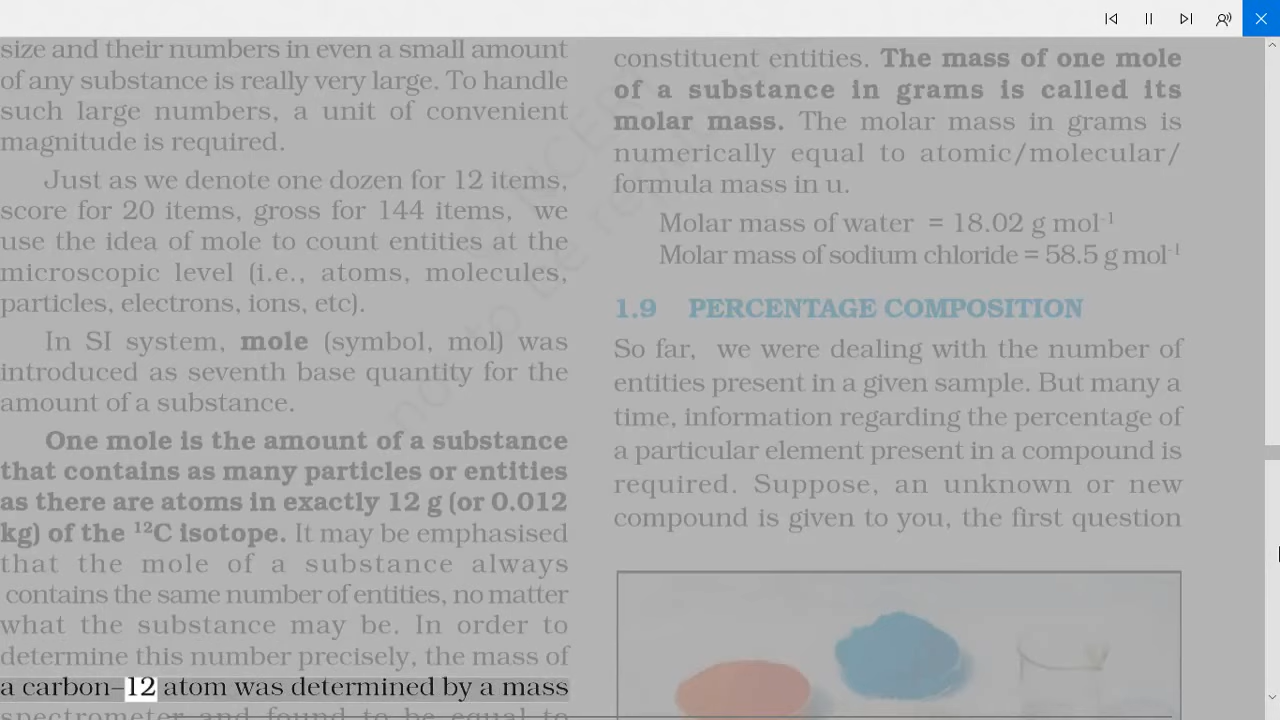 size and their numbers in even a small amount
of any substance is really very large. To handle
such large numbers, a unit of convenient
magnitude is required.
Just as we denote one dozen for 12 items,
score for 20 items, gross for 144 items, we
use the idea of mole to count entities at the
microscopic level (i.e., atoms, molecules,
particles, electrons, ions, etc).
In SI system, mole (symbol, mol) was
introduced as seventh base quantity for the
amount of a substance.
One mole is the amount of a substance
that contains as many particles or entities
as there are atoms in exactly 12 g (or 0.012
kg) of the ¹²C isotope. It may be emphasised
that the mole of a substance always
contains the same number of entities, no matter
what the substance may be. In order to
determine this number precisely, the mass of
a carbon–12 atom was determined by a mass
spectrometer and found to be equal to
constituent entities. The mass of one mole
of a substance in grams is called its
molar mass. The molar mass in grams is
numerically equal to atomic/molecular/
formula mass in u.
Molar mass of water = 18.02 g mol⁻¹
Molar mass of sodium chloride = 58.5 g mol⁻¹
1.9 PERCENTAGE COMPOSITION
So far, we were dealing with the number of
entities present in a given sample. But many a
time, information regarding the percentage of
a particular element present in a compound is
required. Suppose, an unknown or new
compound is given to you, the first question